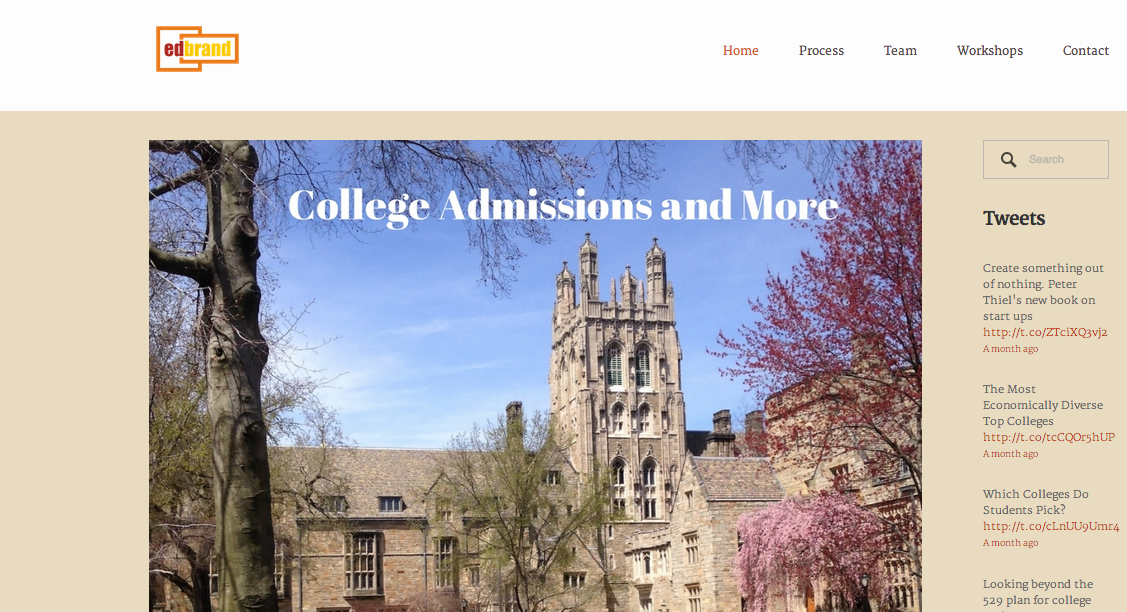 edbrand
Home Process Team Workshops Contact
College Admissions and More
Search
Tweets
Create something out
of nothing. Peter
Thiel's new book on
start ups
http://t.co/ZTciXQ3vj2
A month ago
The Most
Economically Diverse
Top Colleges
http://t.co/tcCQOr5hUP
A month ago
Which Colleges Do
Students Pick?
http://t.co/cLnUU9Umr4
A month ago
Looking beyond the
529 plan for college